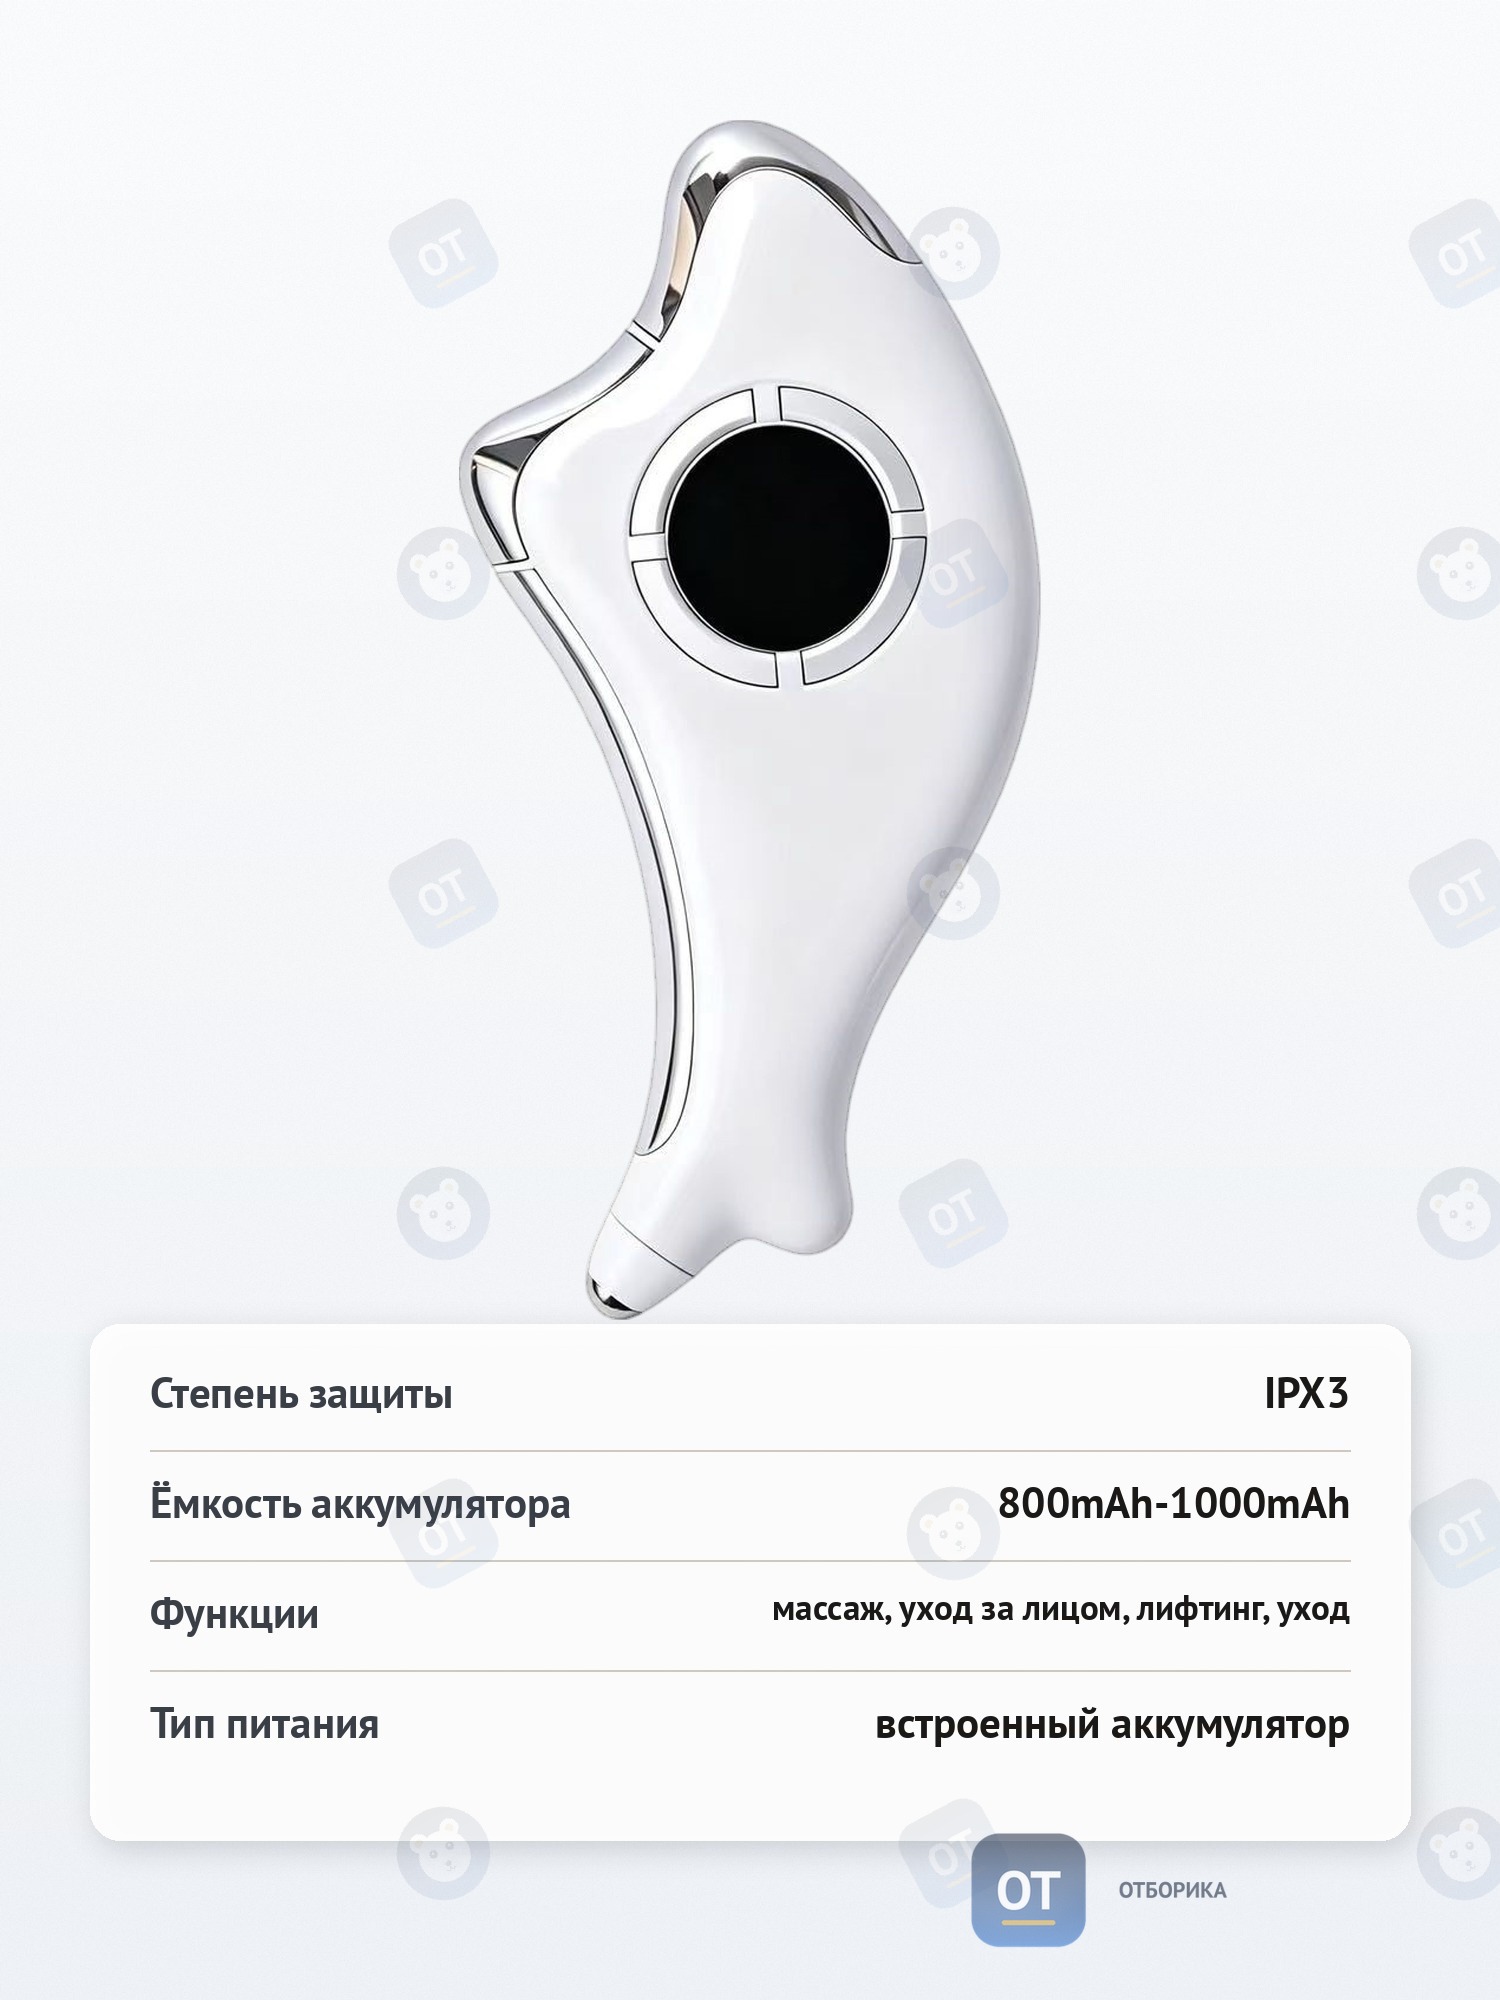 Степень защиты IPX3
Ёмкость аккумулятора 800mAh-1000mAh
Функции массаж, уход за лицом, лифтинг, уход
Тип питания встроенный аккумулятор
ОТ ОТБОРИКА